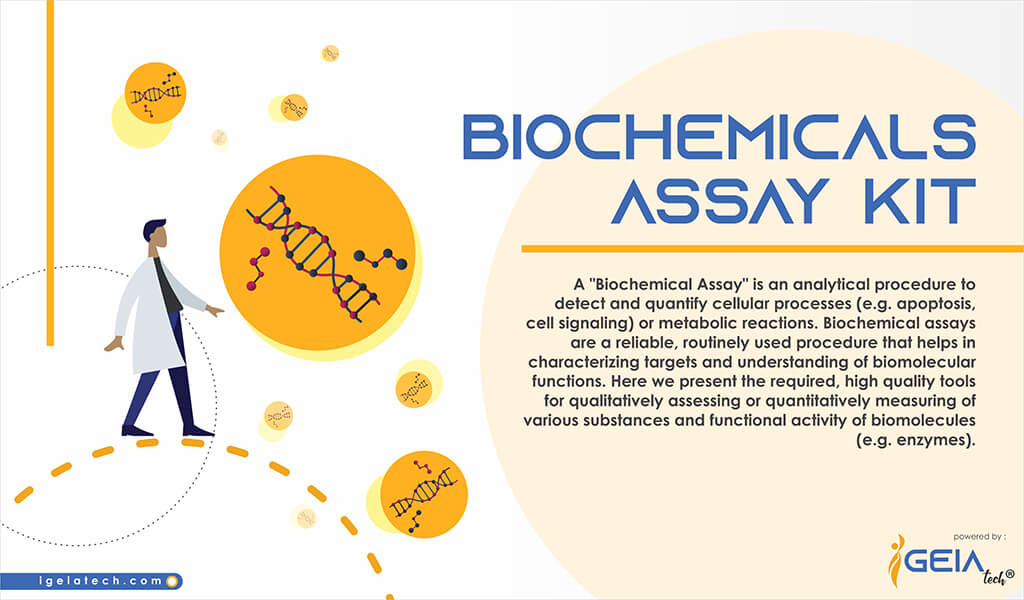 BIOCHEMICALS
ASSAY KIT
A "Biochemical Assay" is an analytical procedure to
detect and quantify cellular processes (e.g. apoptosis,
cell signaling) or metabolic reactions. Biochemical assays
are a reliable, routinely used procedure that helps in
characterizing targets and understanding of biomolecular
functions. Here we present the required, high quality tools
for qualitatively assessing or quantitatively measuring of
various substances and functional activity of biomolecules
(e.g. enzymes).
powered by :
iGEIA
tech®
igelatech.com